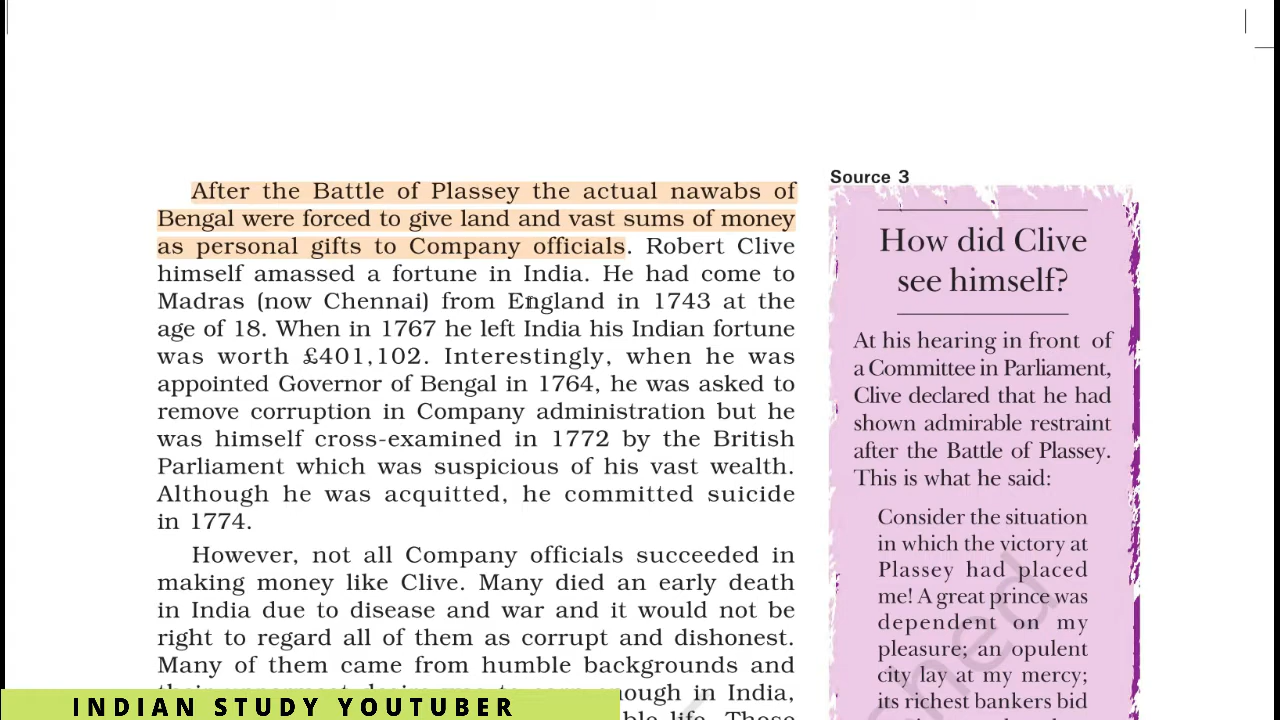 After the Battle of Plassey the actual nawabs of
Bengal were forced to give land and vast sums of money
as personal gifts to Company officials. Robert Clive
himself amassed a fortune in India. He had come to
Madras (now Chennai) from England in 1743 at the
age of 18. When in 1767 he left India his Indian fortune
was worth £401,102. Interestingly, when he was
appointed Governor of Bengal in 1764, he was asked to
remove corruption in Company administration but he
was himself cross-examined in 1772 by the British
Parliament which was suspicious of his vast wealth.
Although he was acquitted, he committed suicide
in 1774.
However, not all Company officials succeeded in
making money like Clive. Many died an early death
in India due to disease and war and it would not be
right to regard all of them as corrupt and dishonest.
Many of them came from humble backgrounds and
enough in India,
life. Those
Source 3
How did Clive
see himself?
At his hearing in front of
a Committee in Parliament,
Clive declared that he had
shown admirable restraint
after the Battle of Plassey.
This is what he said:
Consider the situation
in which the victory at
Plassey had placed
me! A great prince was
dependent on my
pleasure; an opulent
city lay at my mercy;
its richest bankers bid
INDIAN STUDY YOUTUBER